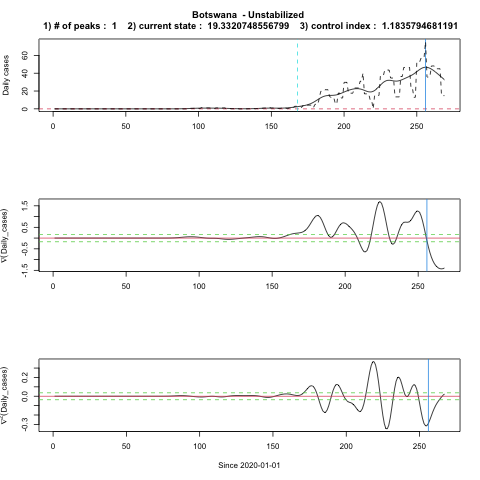 Botswana - Unstabilized
1) # of peaks : 1 2) current state : 19.3320748556799 3) control index : 1.1835794681191
Daily cases
60
40
20
0
0 50 100 150 200 250
∇(Daily_cases)
1.5
0.5
-0.5
-1.5
0 50 100 150 200 250
∇²(Daily_cases)
0.2
0.0
-0.3
0 50 100 150 200 250
Since 2020-01-01